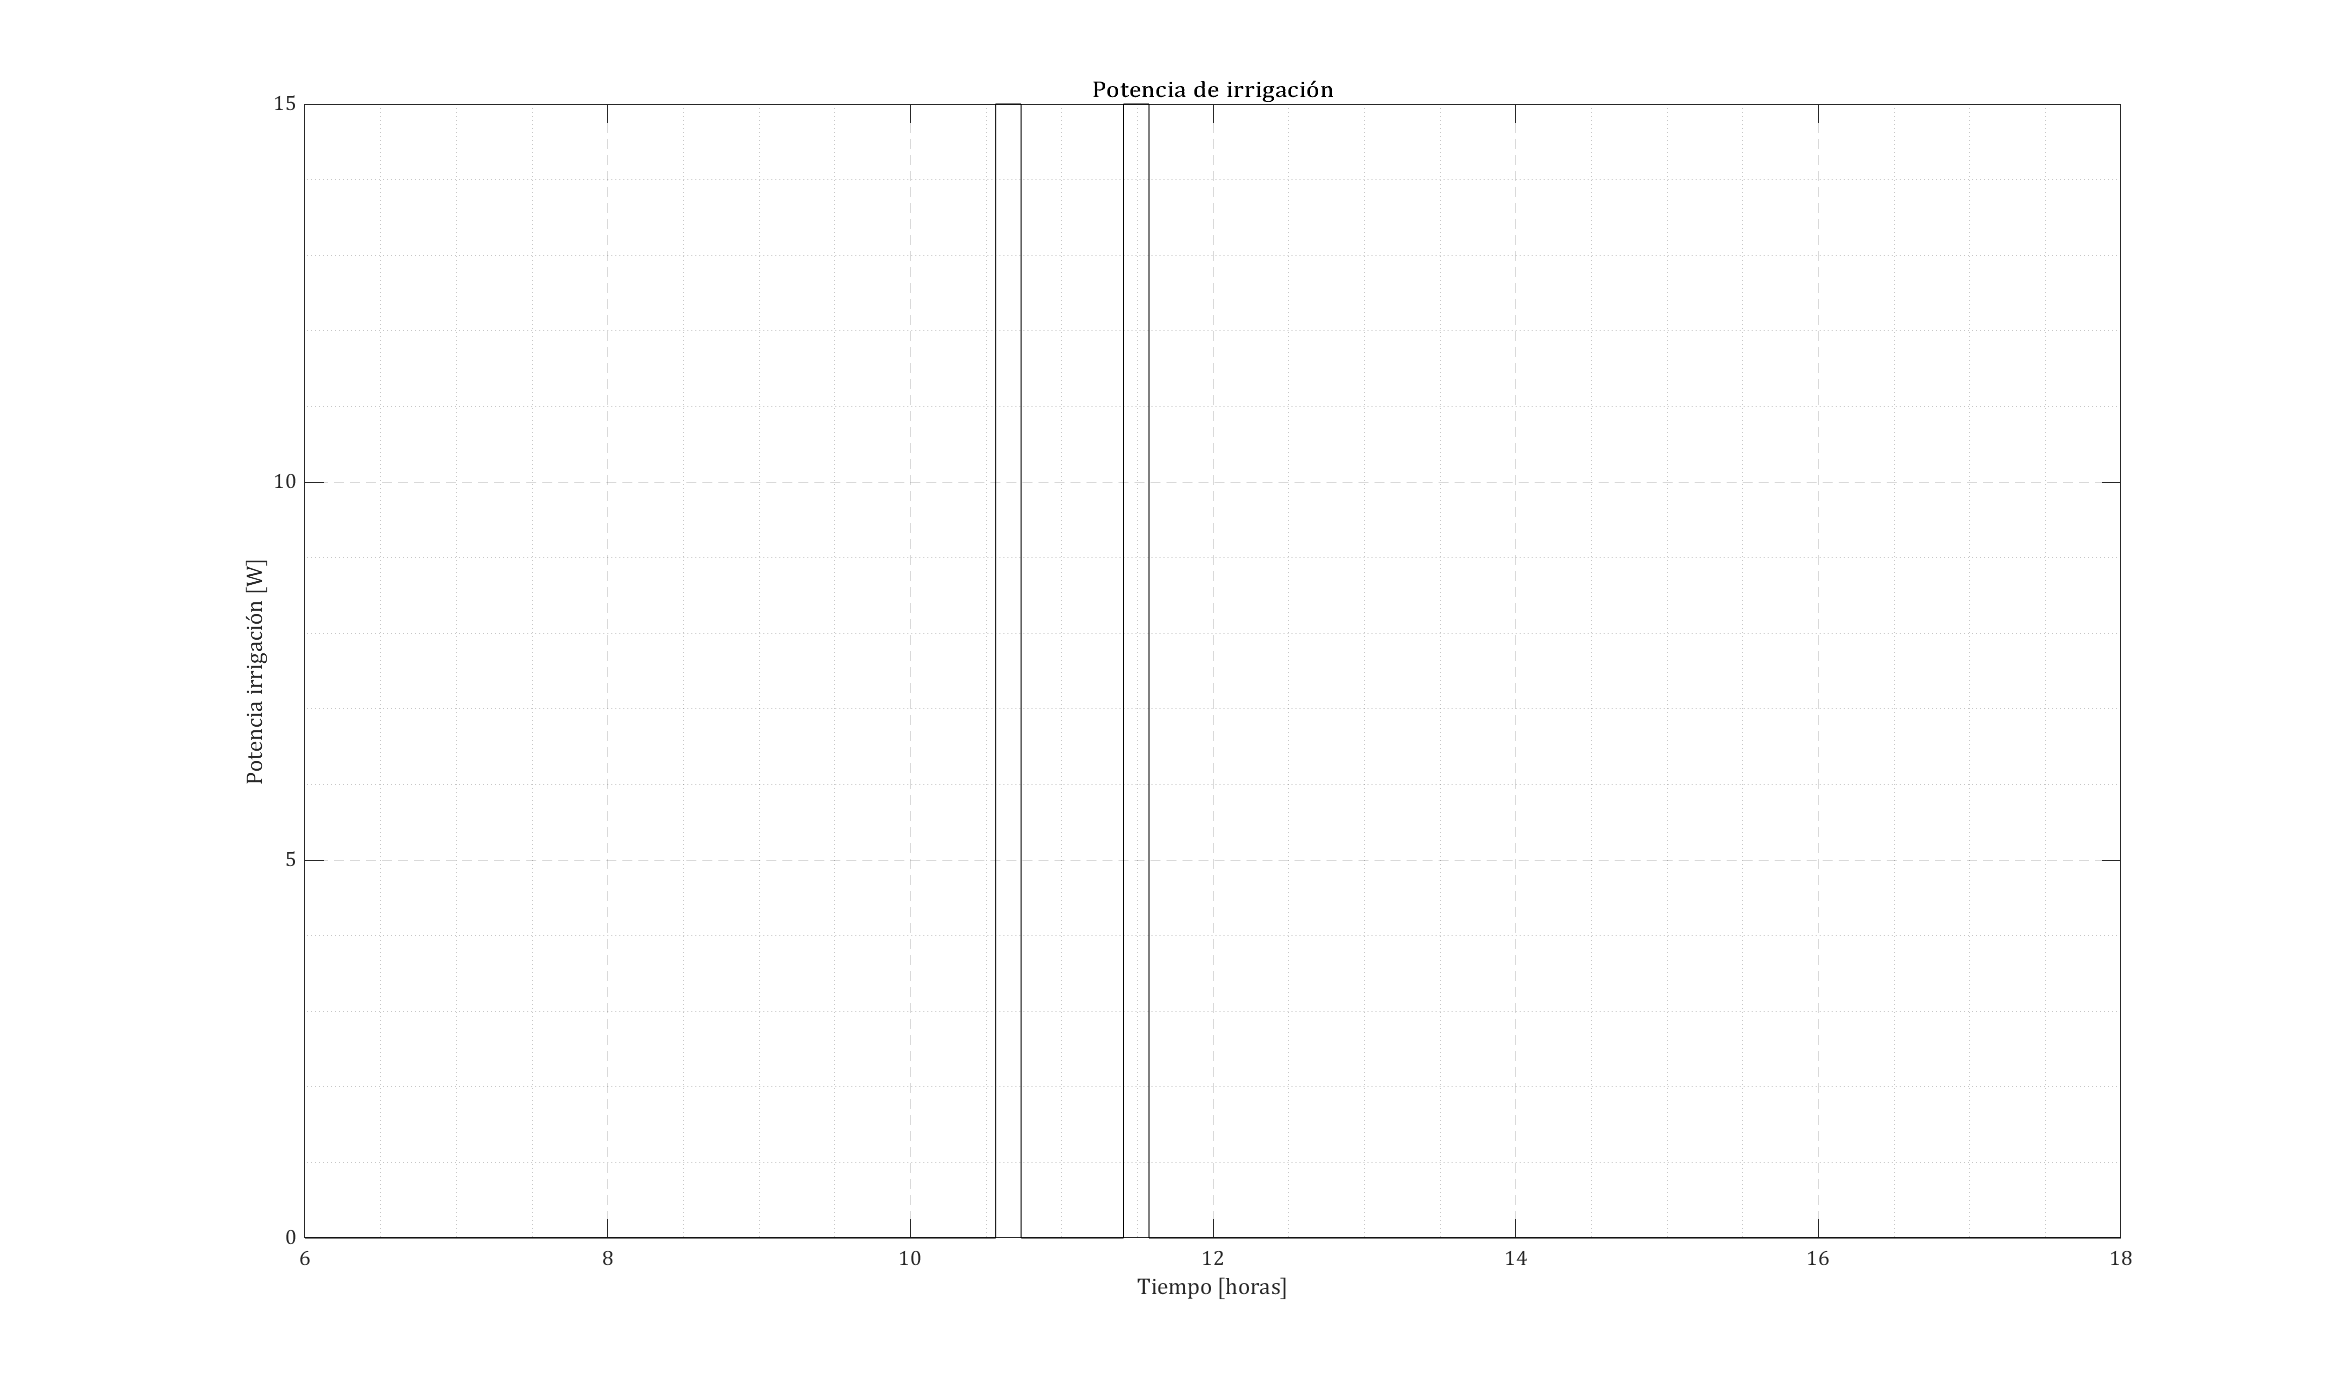 Potencia de irrigación
15
10
5
0
Potencia irrigación [W]
6 8 10 12 14 16 18
Tiempo [horas]